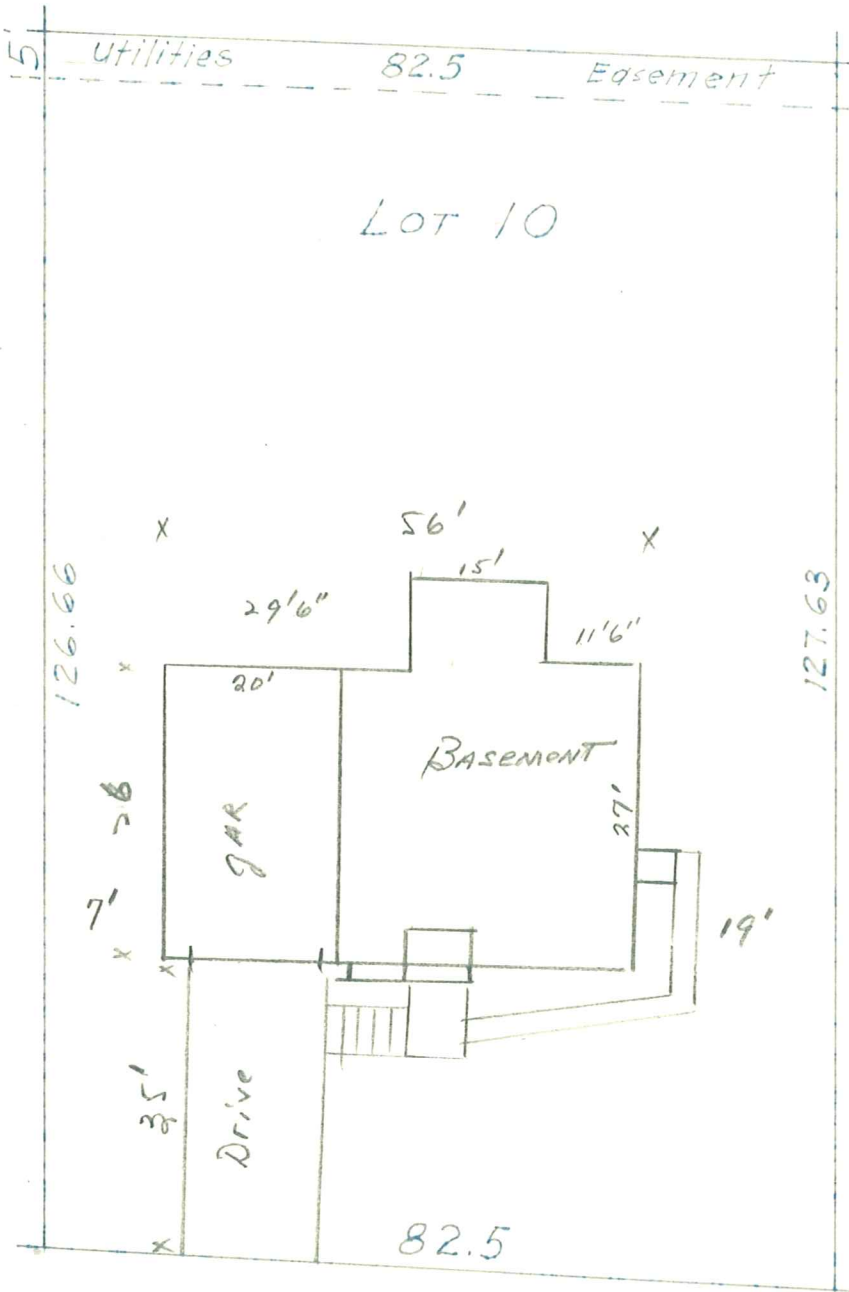 5'
Utilities 82.5 Easement
LOT 10
x 56' x
15'
29'6"
11'6"
126.66
127.63
x
20'
BASEMENT
GAR
27'
7'
19'
x
x
35'
Drive
x
82.5